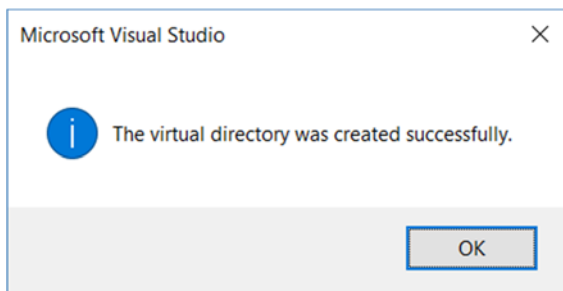 Microsoft Visual Studio
The virtual directory was created successfully.
OK